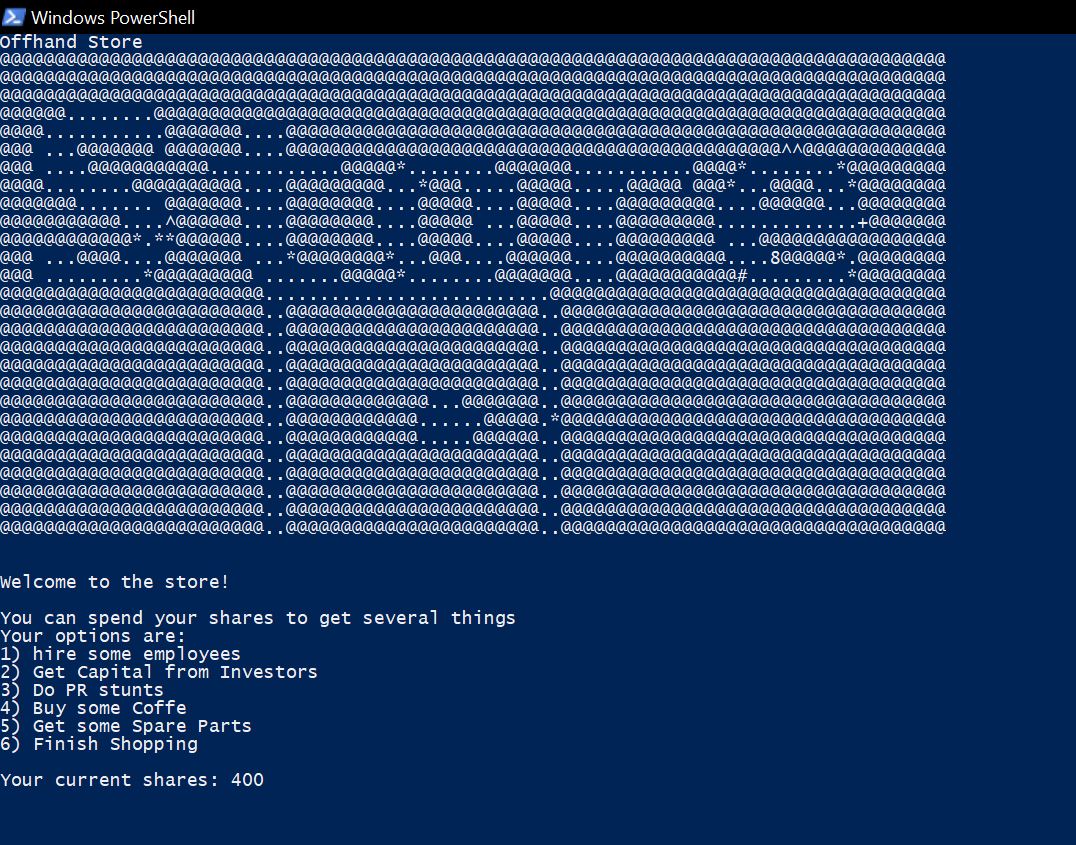 Windows PowerShell
Offhand Store
Store
Welcome to the store!
You can spend your shares to get several things
Your options are:
1) hire some employees
2) Get Capital from Investors
3) Do PR stunts
4) Buy some Coffe
5) Get some Spare Parts
6) Finish Shopping
Your current shares: 400